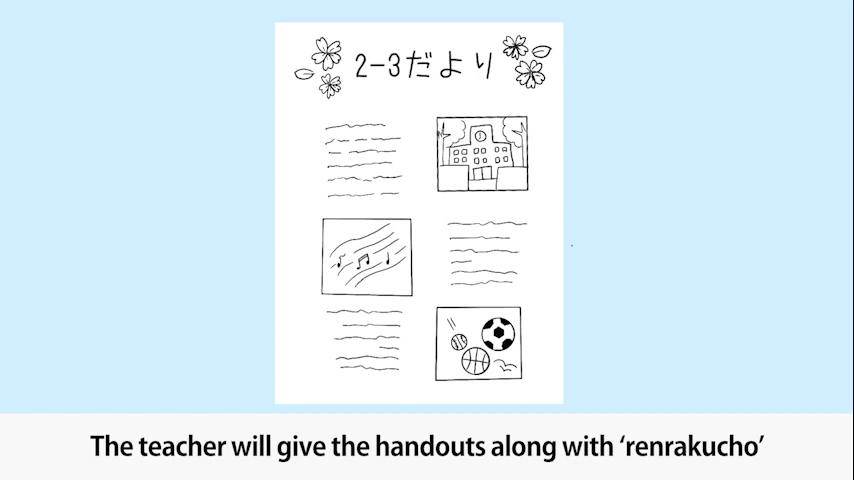 2-3だより
The teacher will give the handouts along with ‘renrakucho’